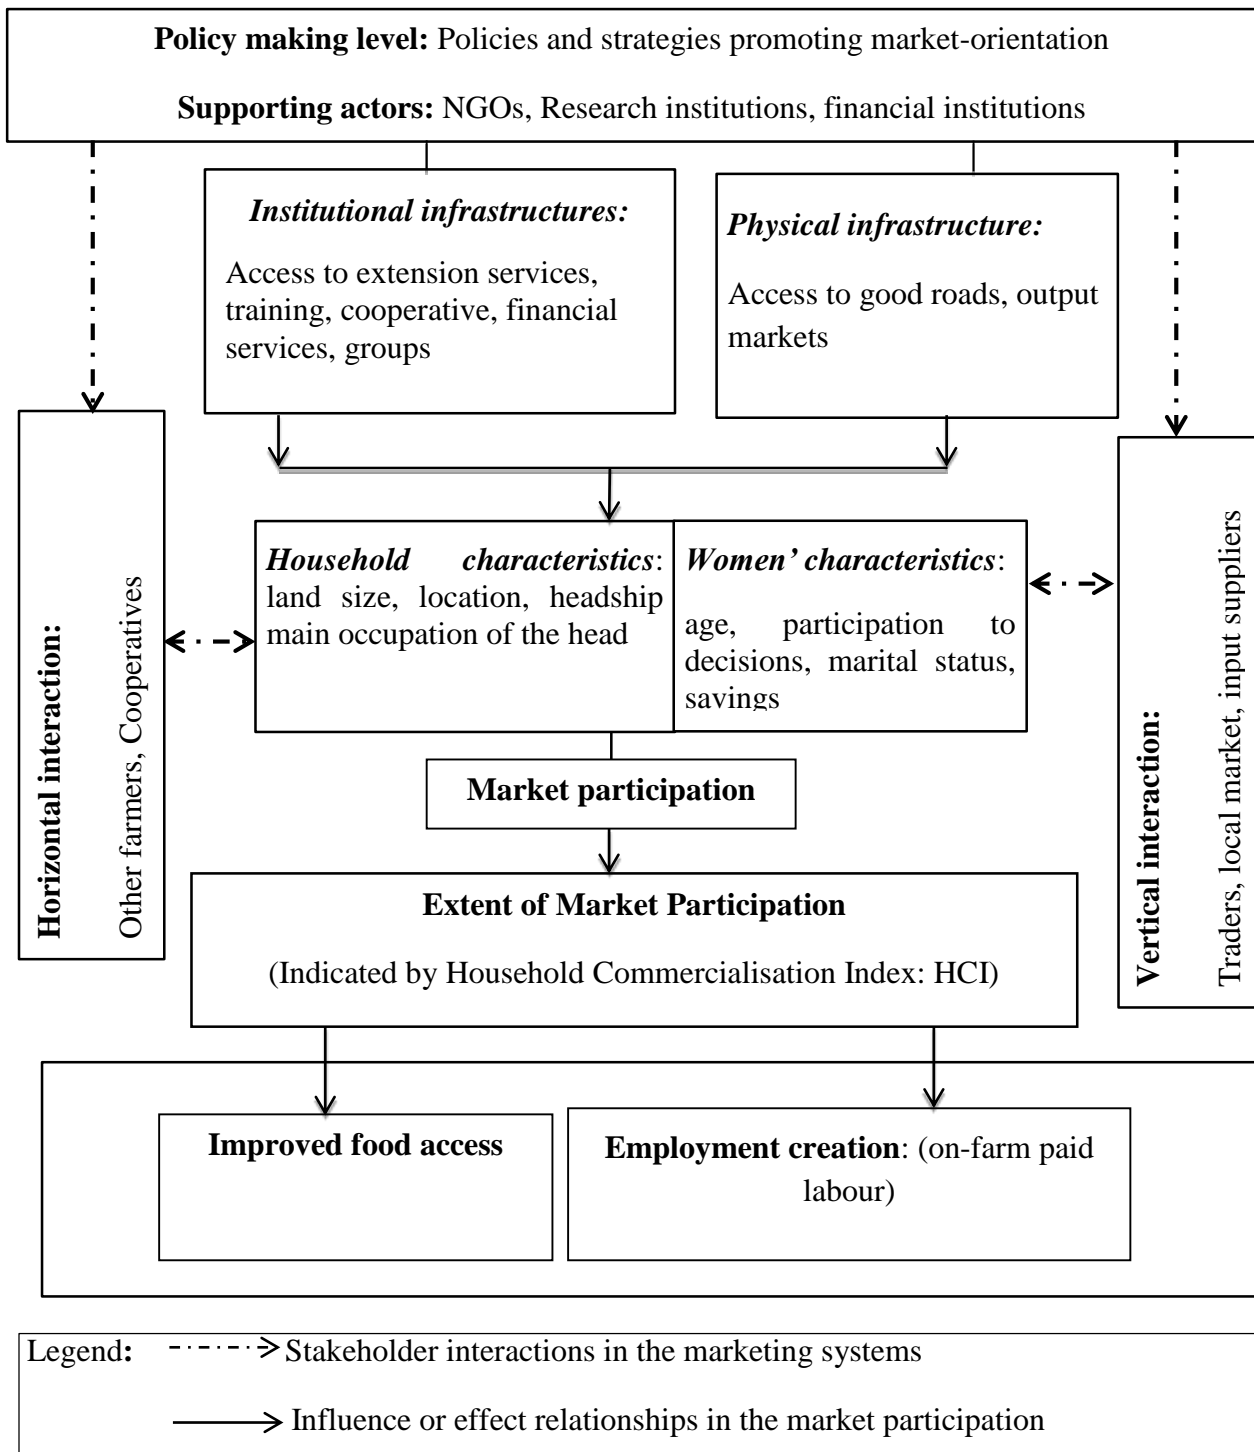 Policy making level: Policies and strategies promoting market-orientation
Supporting actors: NGOs, Research institutions, financial institutions
Institutional infrastructures:
Access to extension services,
training, cooperative, financial
services, groups
Physical infrastructure:
Access to good roads, output
markets
Horizontal interaction:
Other farmers, Cooperatives
Household characteristics:
land size, location, headship
main occupation of the head
Women' characteristics:
age, participation to
decisions, marital status,
savings
Vertical interaction:
Traders, local market, input suppliers
Market participation
Extent of Market Participation
(Indicated by Household Commercialisation Index: HCI)
Improved food access
Employment creation: (on-farm paid
labour)
Legend:
Stakeholder interactions in the marketing systems
Influence or effect relationships in the market participation